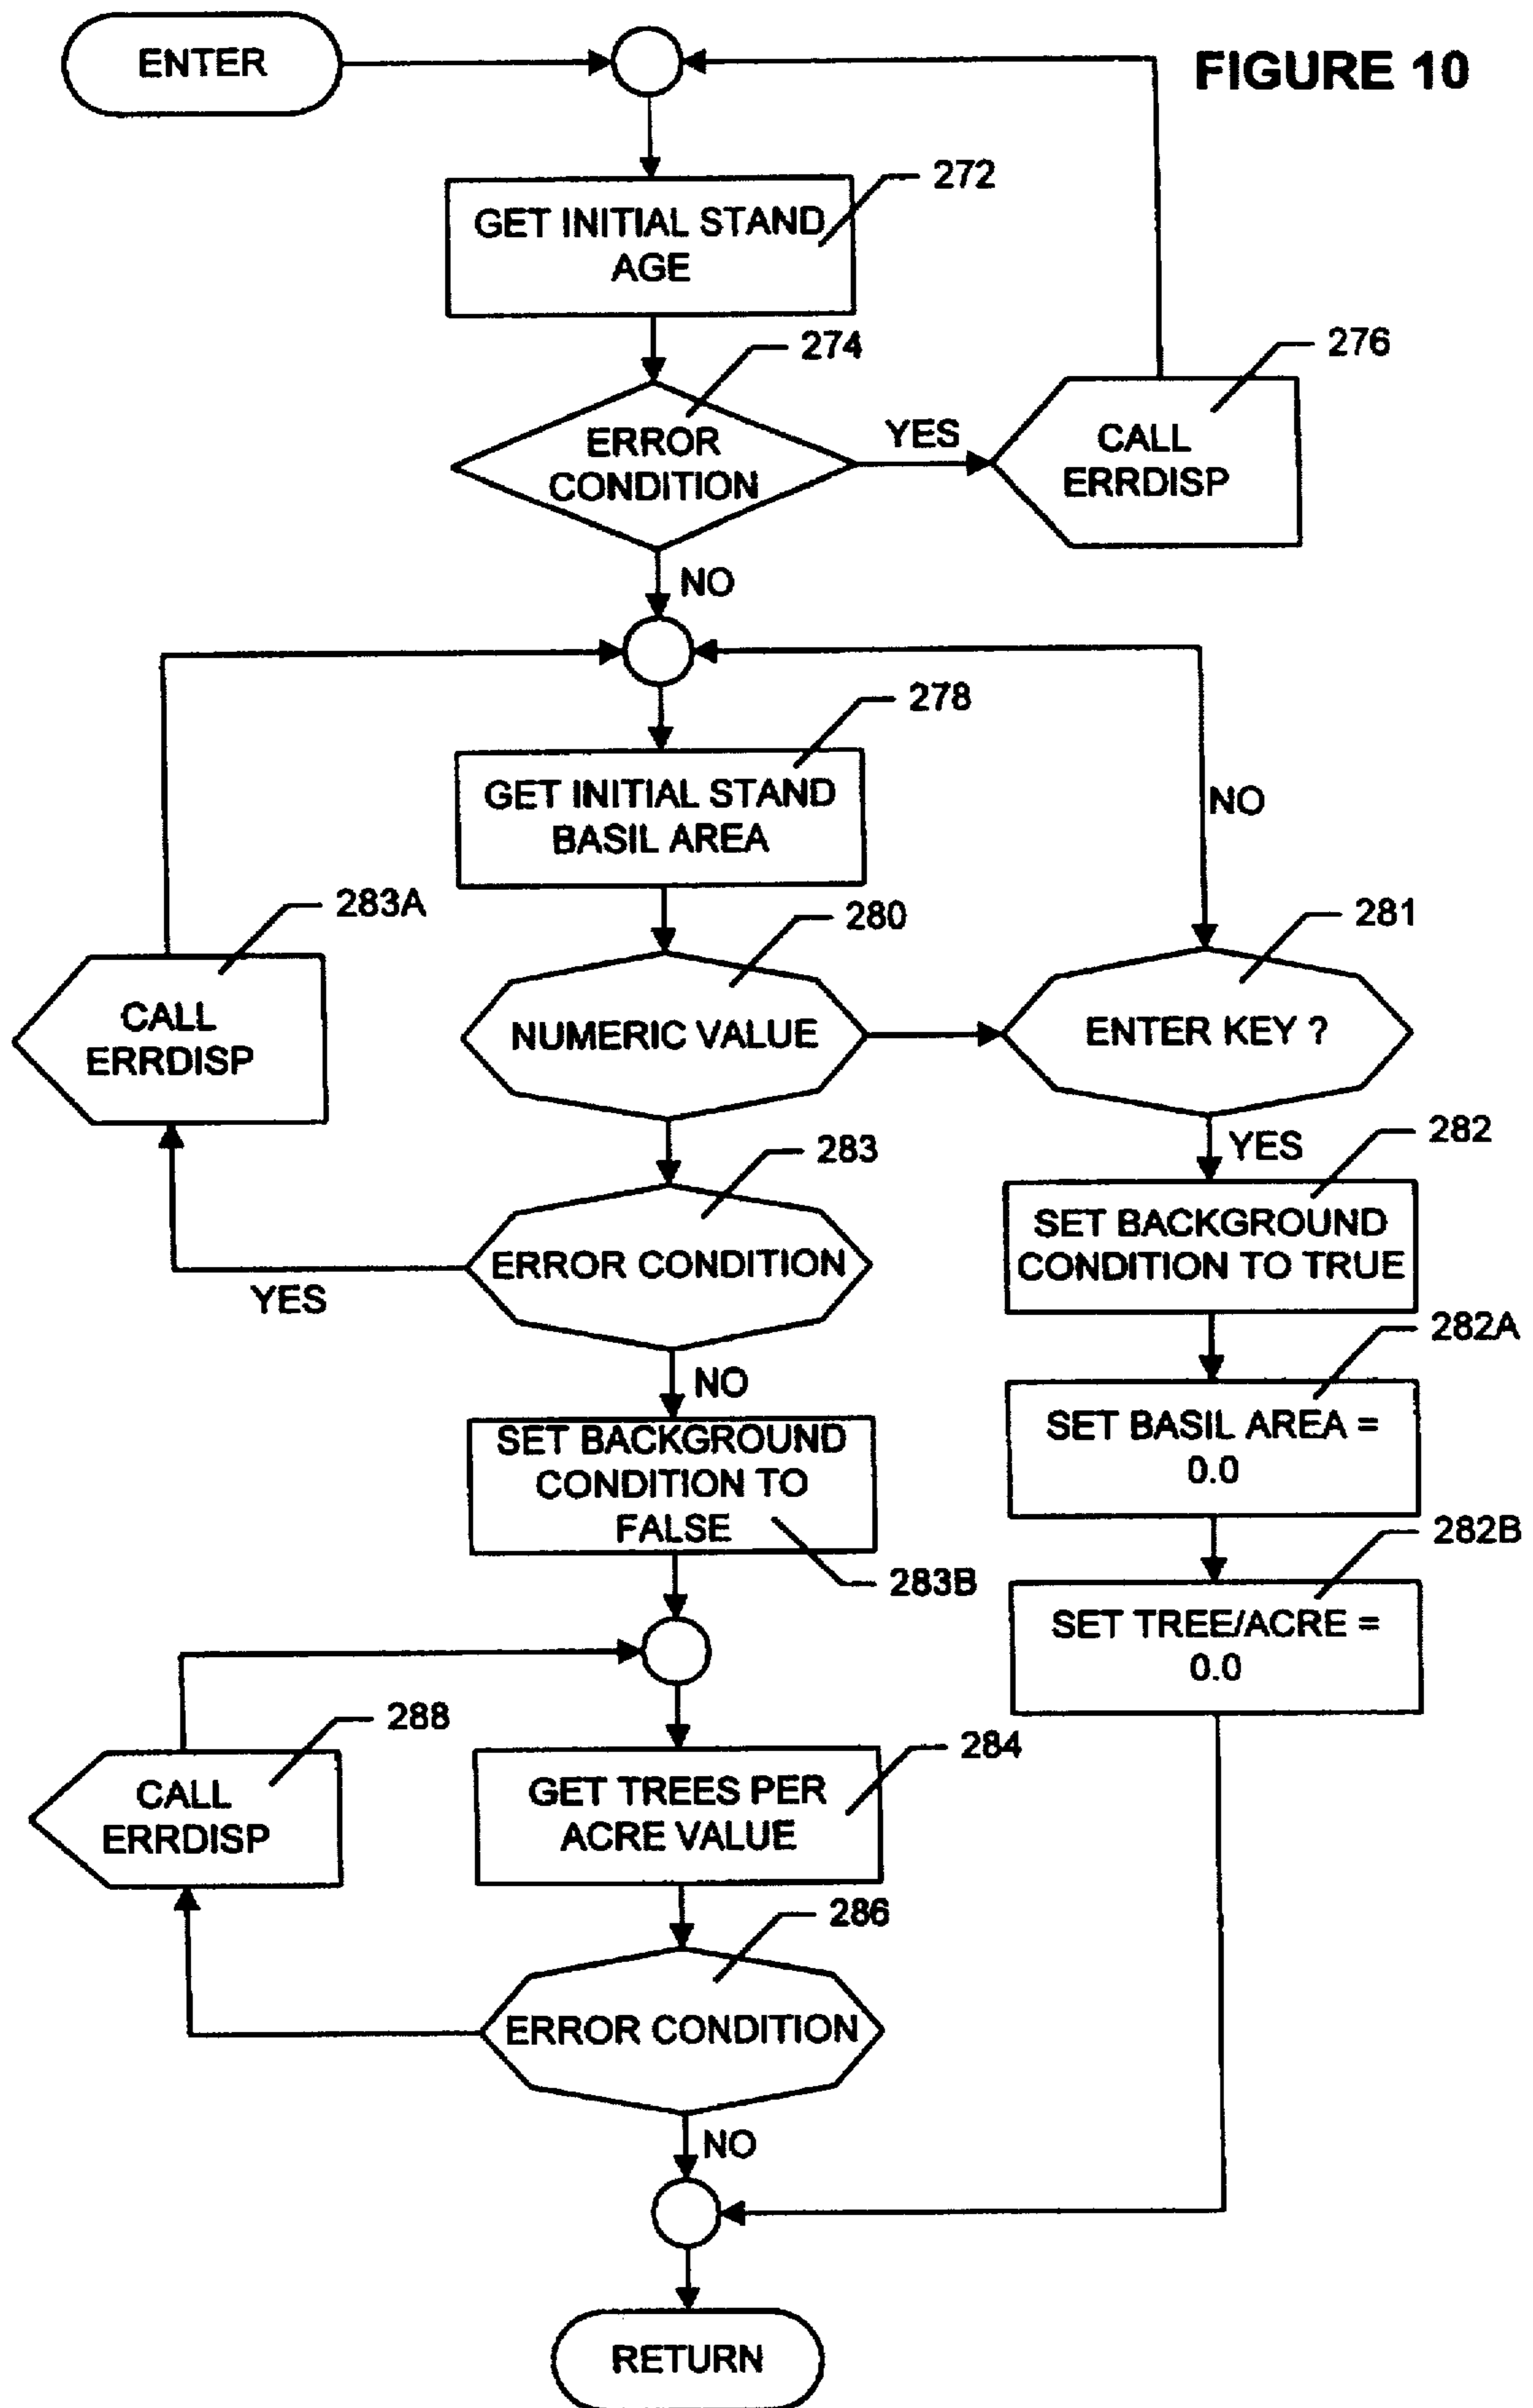 ENTER
FIGURE 10
272
GET INITIAL STAND
AGE
274
276
ERROR
CONDITION
YES
CALL
ERRDISP
NO
278
GET INITIAL STAND
BASIL AREA
NO
283A
280
281
CALL
ERRDISP
NUMERIC VALUE
ENTER KEY ?
283
YES
282
ERROR CONDITION
YES
SET BACKGROUND
CONDITION TO TRUE
282A
NO
SET BACKGROUND
CONDITION TO
FALSE
283B
SET BASIL AREA =
0.0
282B
SET TREE/ACRE =
0.0
288
284
CALL
ERRDISP
GET TREES PER
ACRE VALUE
286
ERROR CONDITION
NO
RETURN